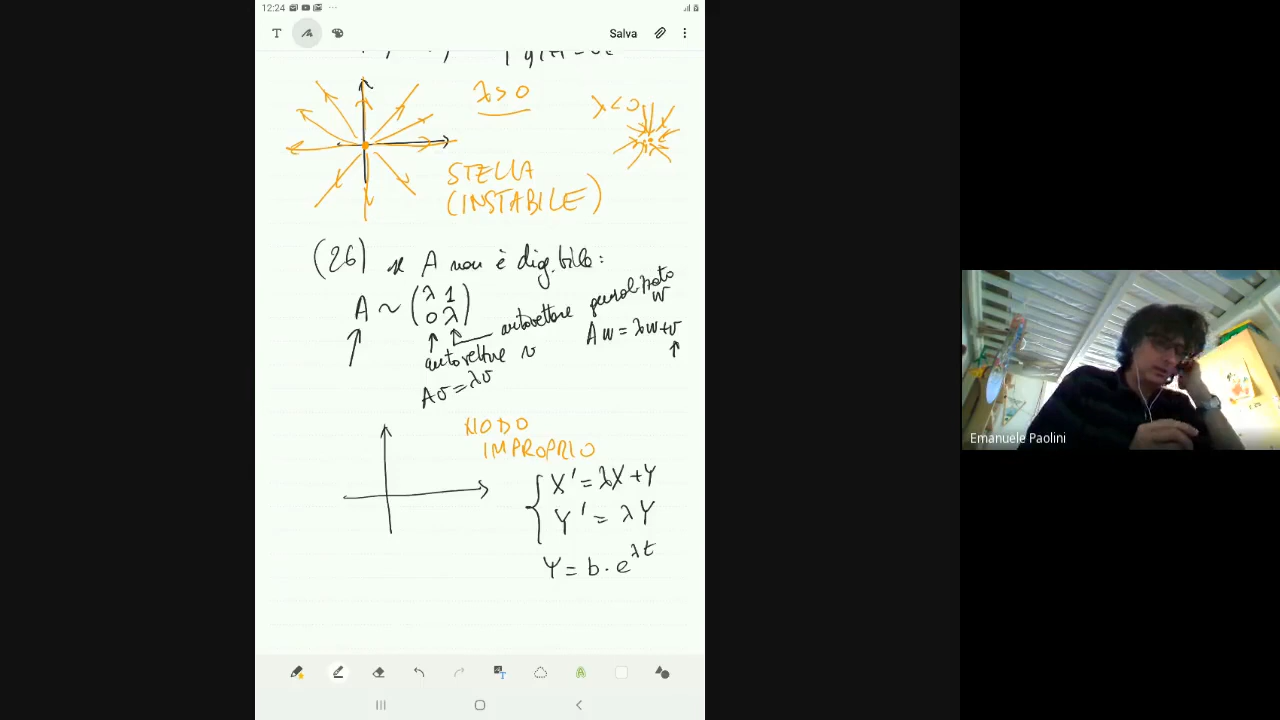 12:24
Salva
λ > 0
λ < 0
STELLA
(INSTABILE)
(2b) se A non è diag.bile:
A ~ (λ 1
0 λ)
autovettore generalizzato
w
A w = λw + v
autovettore v
Av = λv
NODO
IMPROPRIO
X' = λX + Y
Y' = λY
Y = b · e^λt
Emanuele Paolini